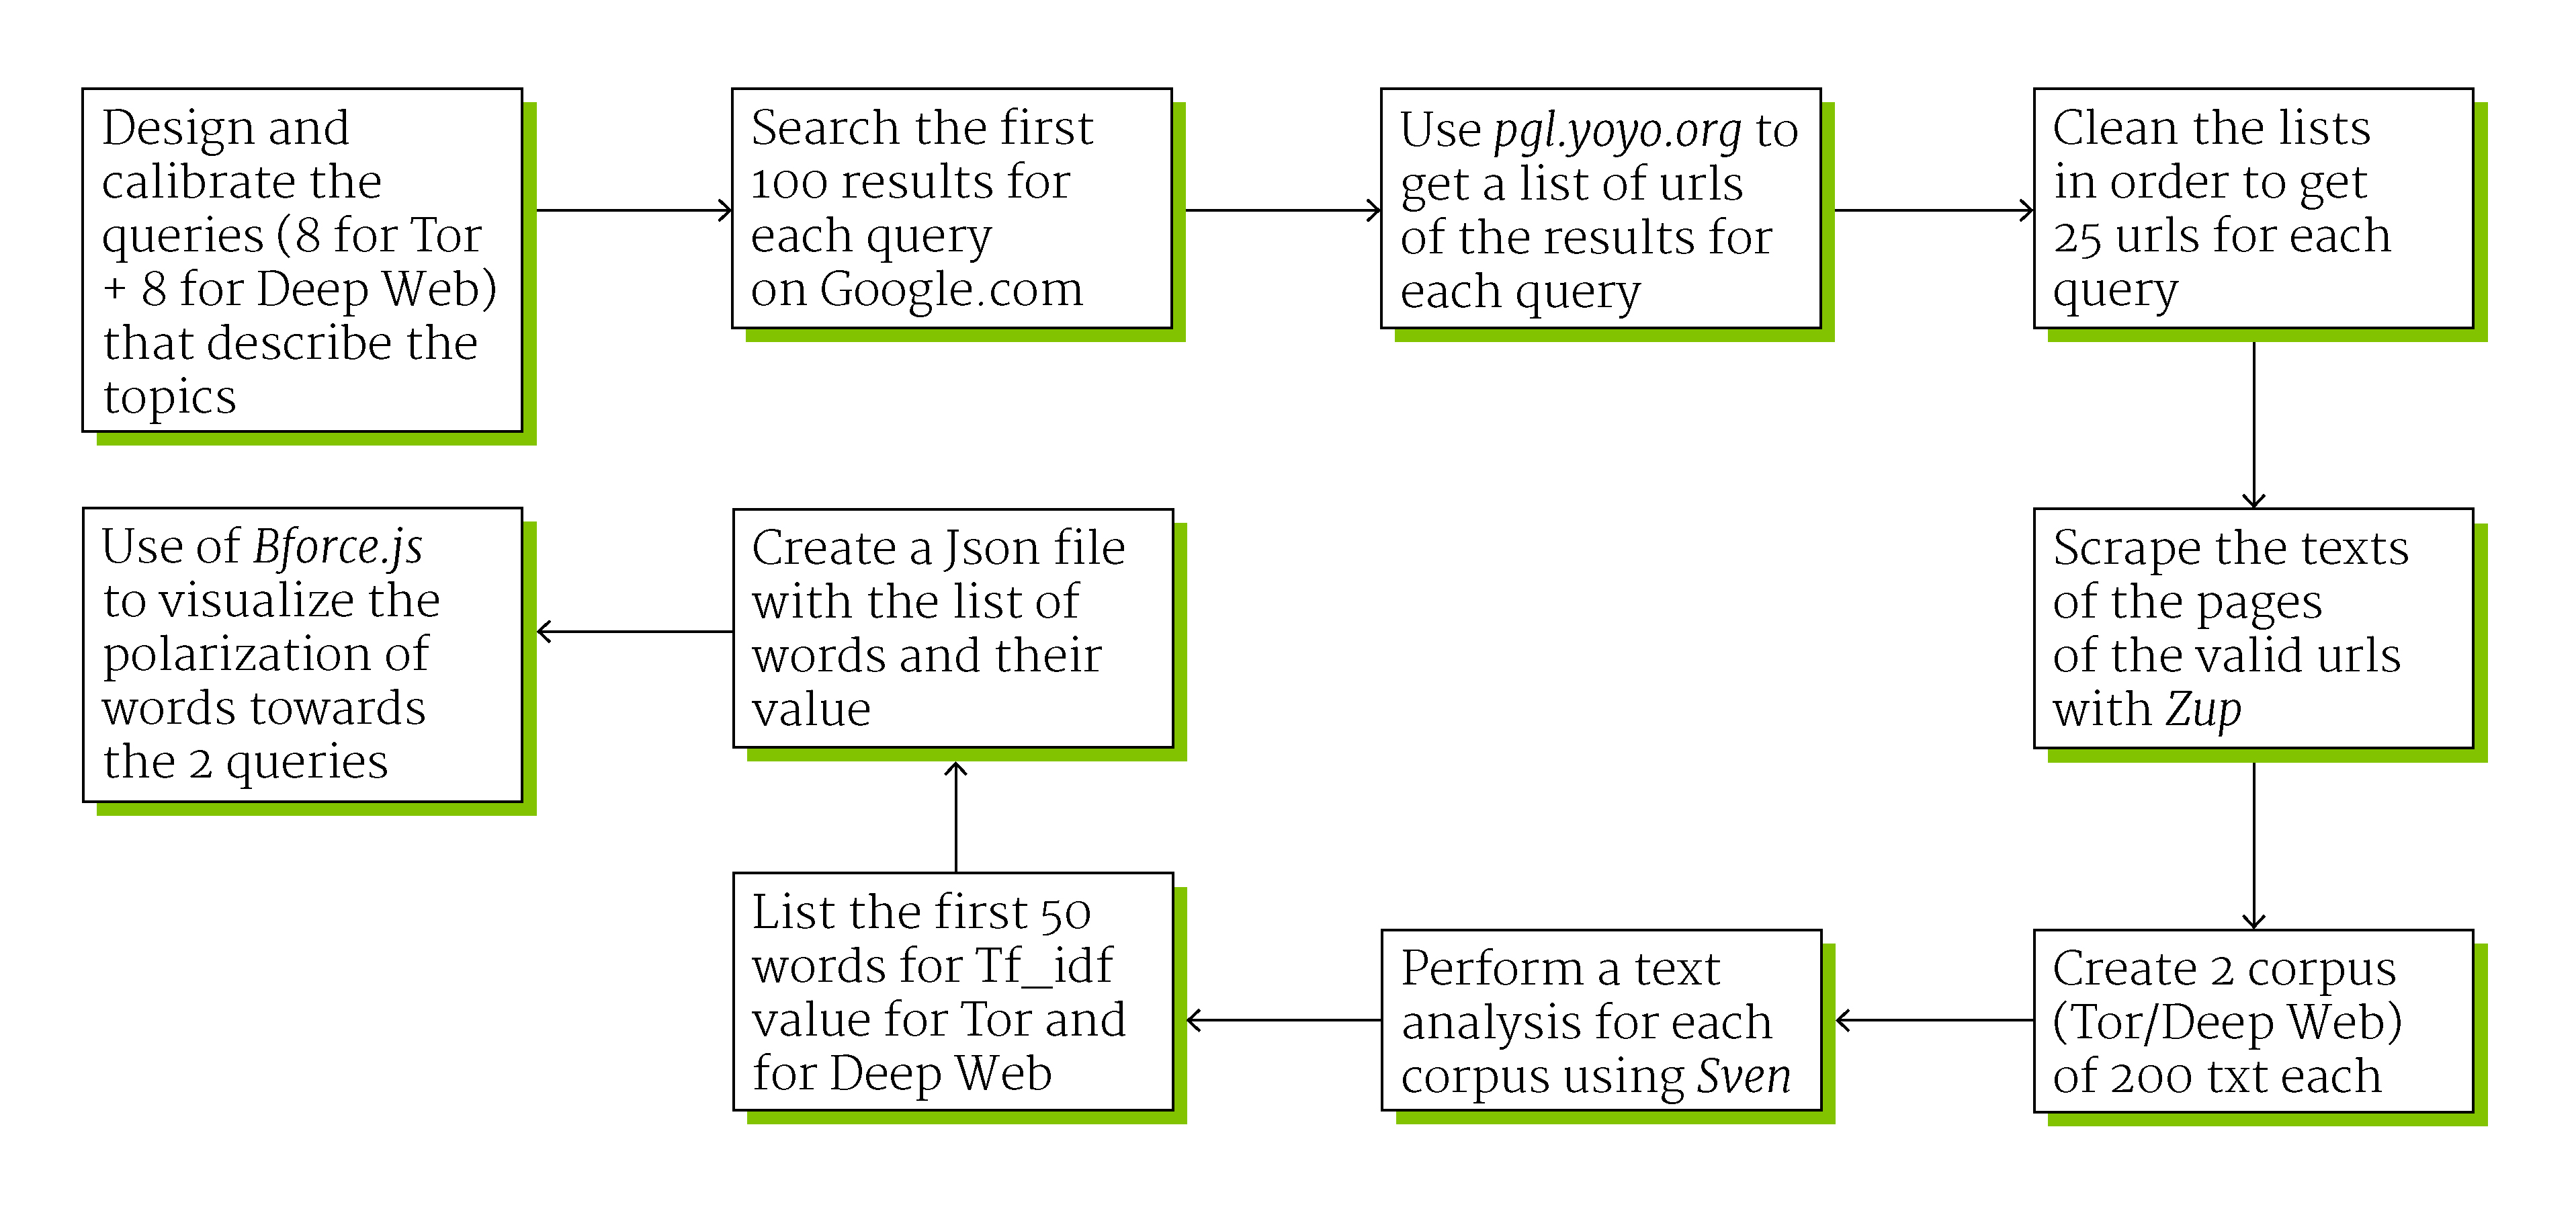 Design and
calibrate the
queries (8 for Tor
+ 8 for Deep Web)
that describe the
topics
Search the first
100 results for
each query
on Google.com
Use pgl.yoyo.org to
get a list of urls
of the results for
each query
Clean the lists
in order to get
25 urls for each
query
Scrape the texts
of the pages
of the valid urls
with Zup
Create 2 corpus
(Tor/Deep Web)
of 200 txt each
Perform a text
analysis for each
corpus using Sven
List the first 50
words for Tf_idf
value for Tor and
for Deep Web
Create a Json file
with the list of
words and their
value
Use of Bforce.js
to visualize the
polarization of
words towards
the 2 queries